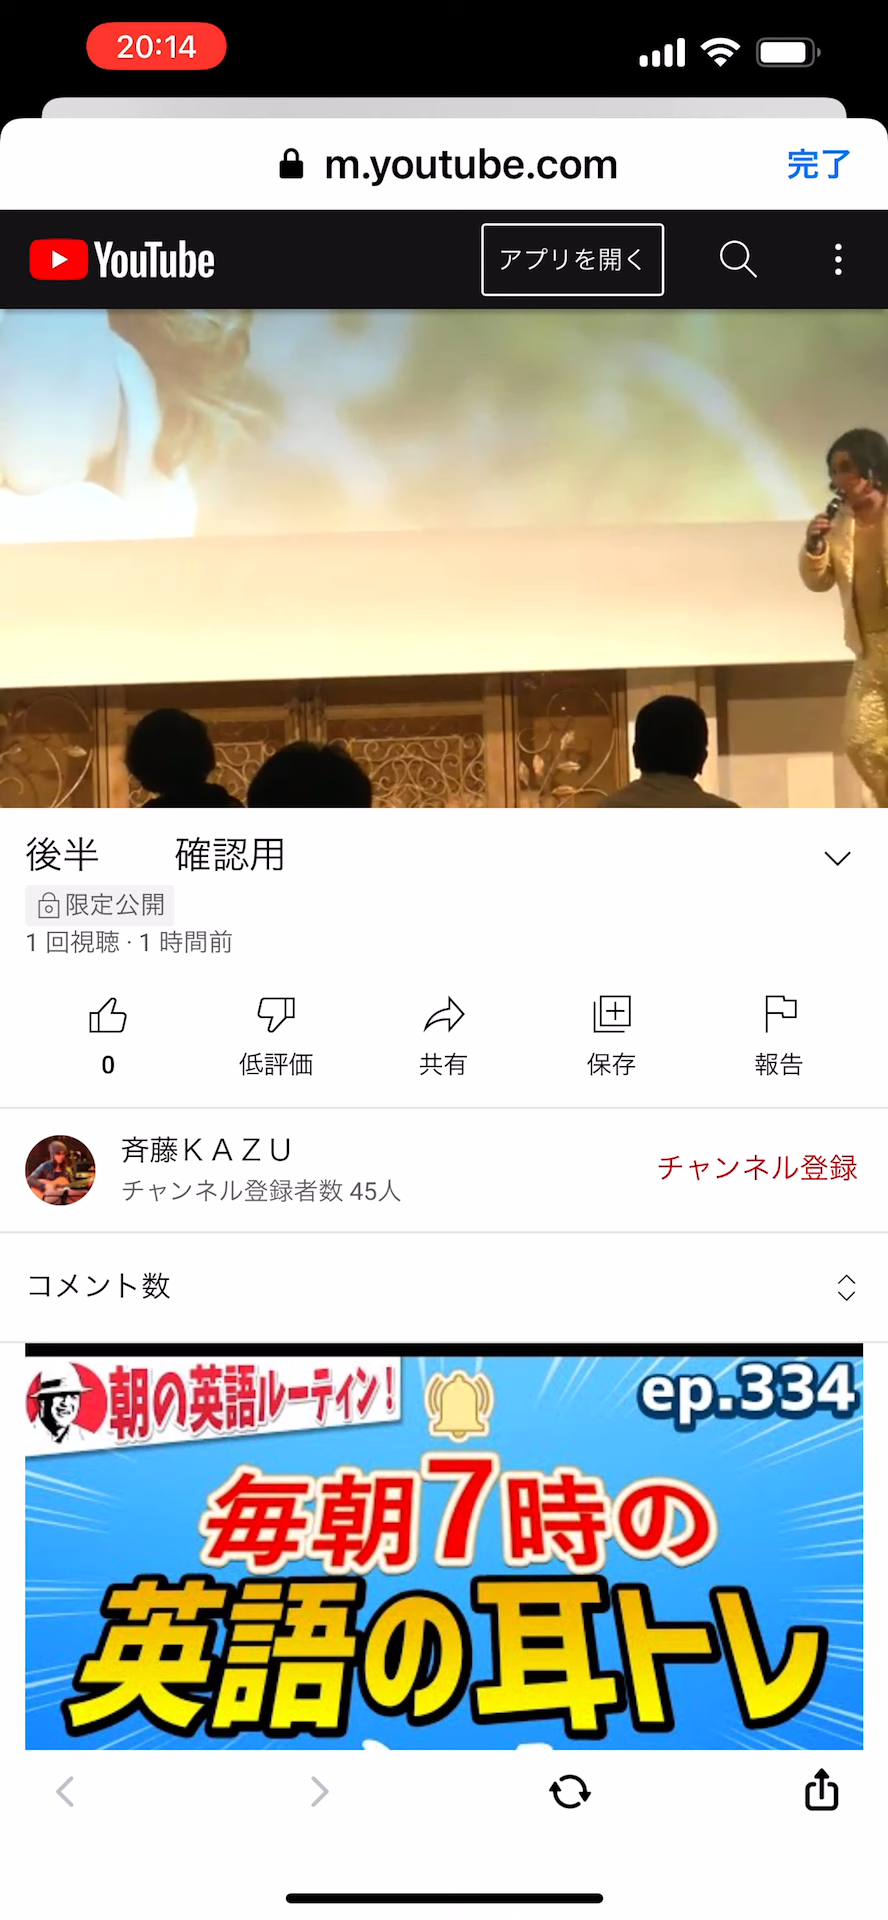 20:14
m.youtube.com
完了
YouTube
アプリを開く
後半　　確認用
限定公開
1 回視聴 · 1 時間前
0
低評価
共有
保存
報告
斉藤ＫＡＺＵ
チャンネル登録者数 45人
チャンネル登録
コメント数
朝の英語ルーティン！
ep.334
毎朝7時の
英語の耳トレ